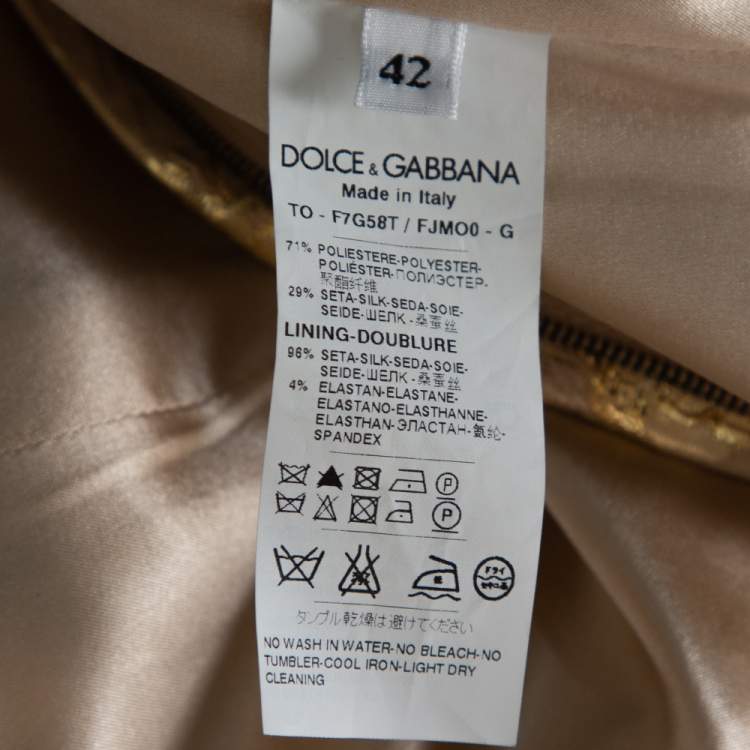 42
DOLCE & GABBANA
Made in Italy
TO - F7G58T / FJMO0 - G
71% POLIESTERE-POLYESTER-
POLIÉSTER-ПОЛИЭСТЕР-
聚酯纤维
29% SETA-SILK-SEDA-SOIE-
SEIDE-ШЕЛК-桑蚕丝
LINING-DOUBLURE
96% SETA-SILK-SEDA-SOIE-
SEIDE-ШЕЛК-桑蚕丝
4% ELASTAN-ELASTANE-
ELASTANO-ELASTHANNE-
ELASTHAN-ЭЛАСТАН-氨纶-
SPANDEX
P
P
ドライ
タンブル乾燥は避けてください
NO WASH IN WATER-NO BLEACH-NO
TUMBLER-COOL IRON-LIGHT DRY
CLEANING